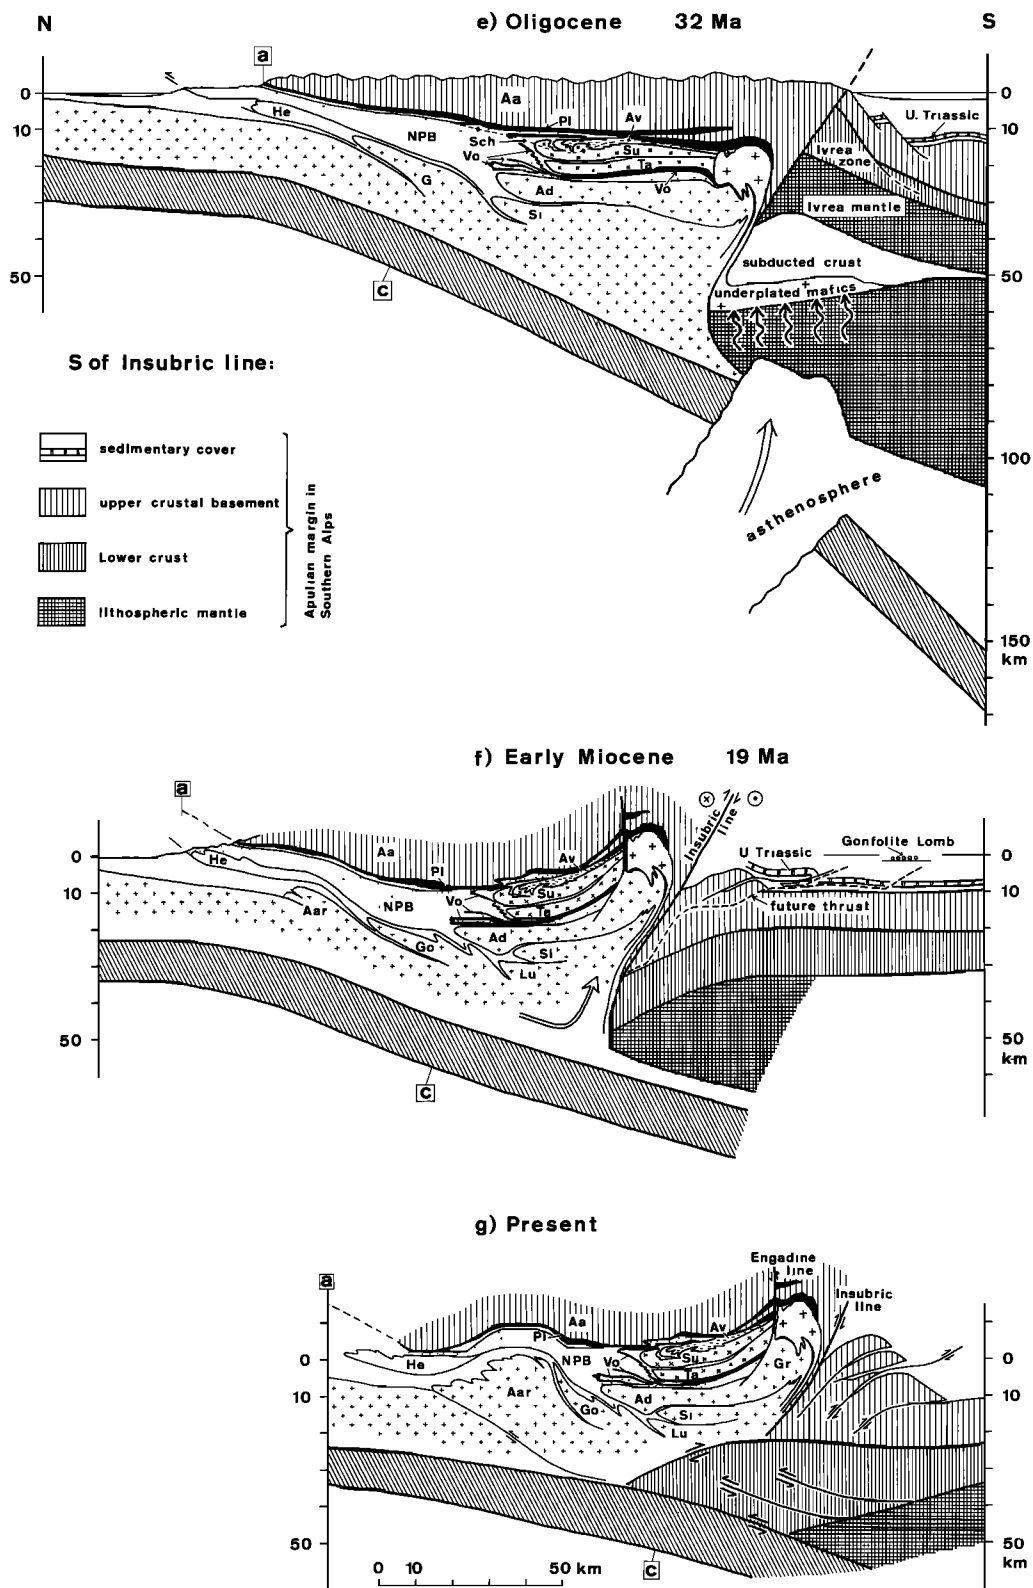 N
e) Oligocene 32 Ma
S
a
0
10
50
He
NPB
G
Aa
Pl
Av
Sch
Vo
Su
Ta
Vo
Ad
Si
c
Ivrea
zone
Ivrea mantle
U. Triassic
subducted crust
underplated mafics
asthenosphere
0
10
50
100
150
km
S of Insubric line:
sedimentary cover
upper crustal basement
Lower crust
lithospheric mantle
Apulian margin in
Southern Alps
f) Early Miocene 19 Ma
a
0
10
50
He
Aa
Pl
Av
Vo
Su
Ta
NPB
Aar
Go
Ad
Si
Lu
c
Insubric
line
U Triassic
Gonfolite Lomb
future thrust
0
10
50
km
g) Present
a
0
10
50
He
Aar
Aa
Pl
NPB
Vo
Av
Su
Ta
Ad
Go
Si
Lu
Gr
Engadine
line
Insubric
line
c
0
10
50
km
0 10 50 km